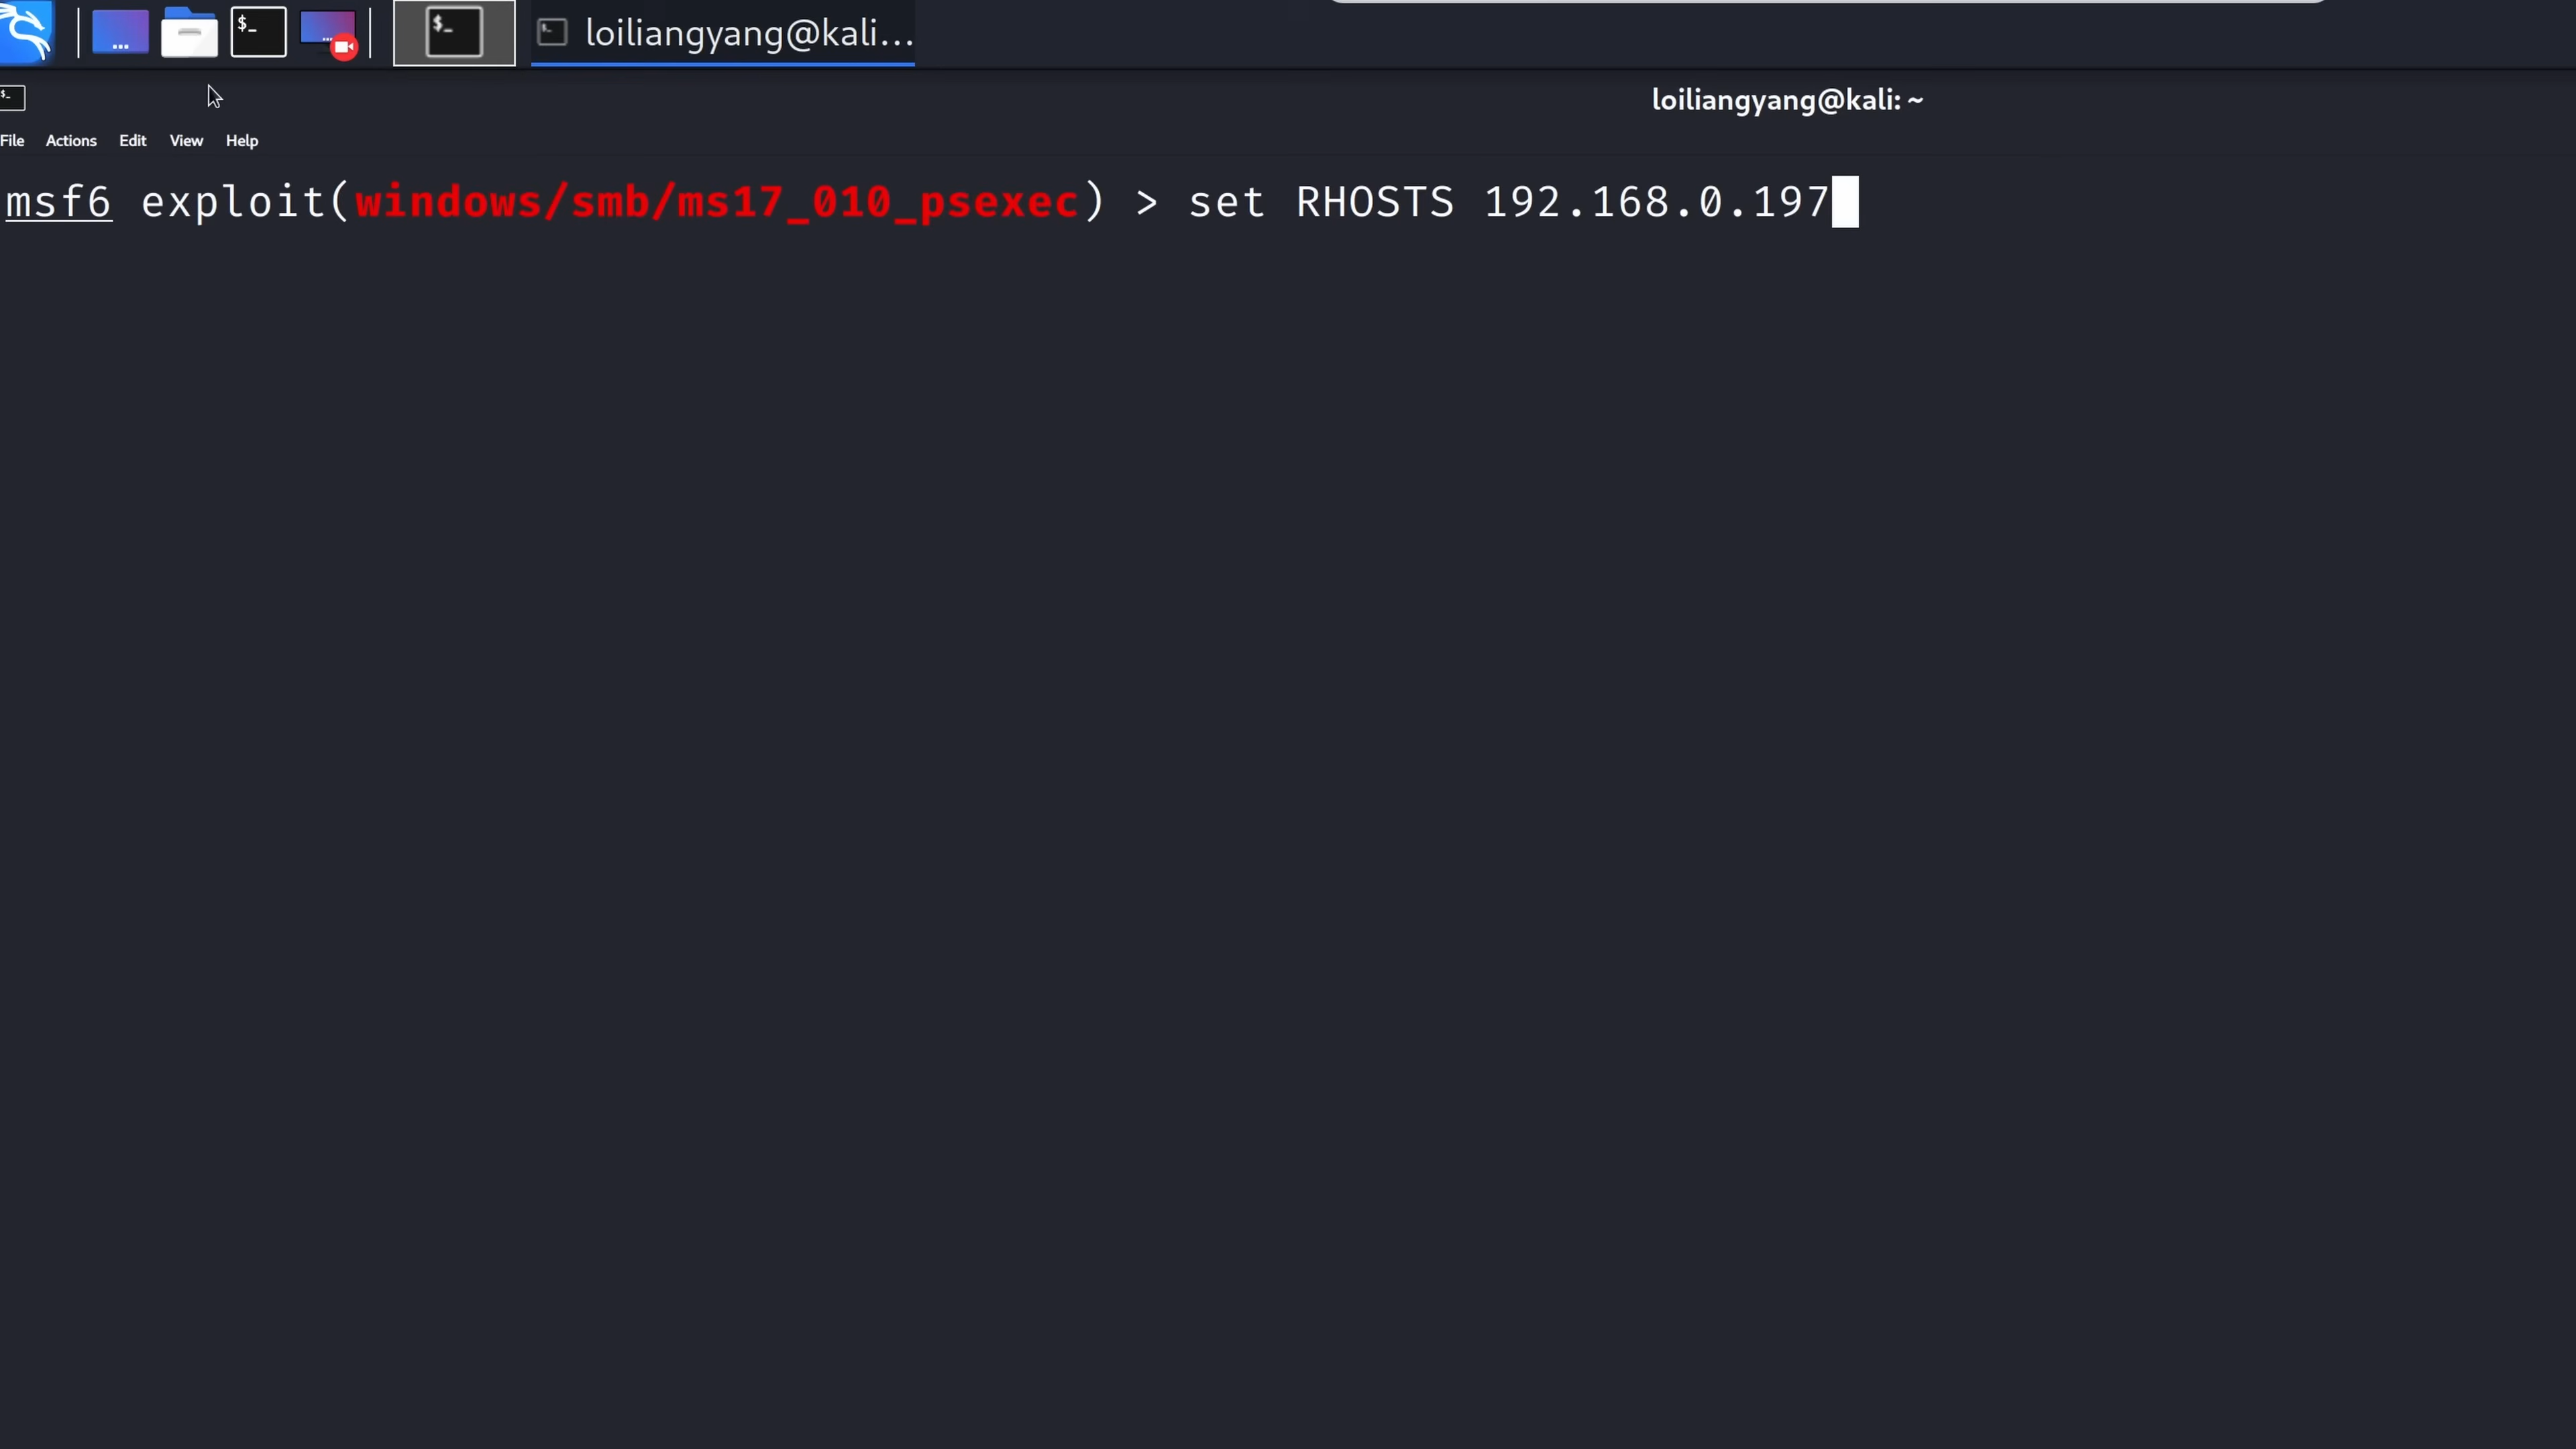 loiliangyang@kali...
loiliangyang@kali: ~
File Actions Edit View Help
msf6 exploit(windows/smb/ms17_010_psexec) > set RHOSTS 192.168.0.197